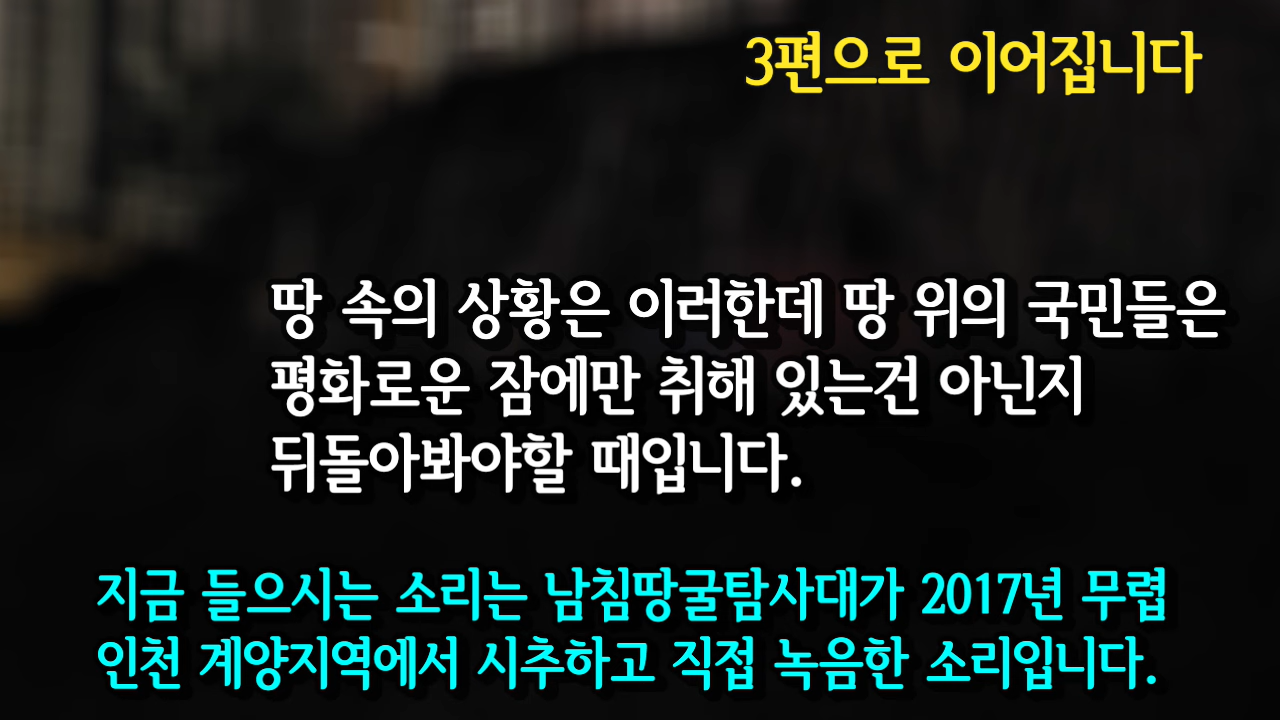 3편으로 이어집니다
땅 속의 상황은 이러한데 땅 위의 국민들은
평화로운 잠에만 취해 있는건 아닌지
뒤돌아봐야할 때입니다.
지금 들으시는 소리는 남침땅굴탐사대가 2017년 무렵
인천 계양지역에서 시추하고 직접 녹음한 소리입니다.